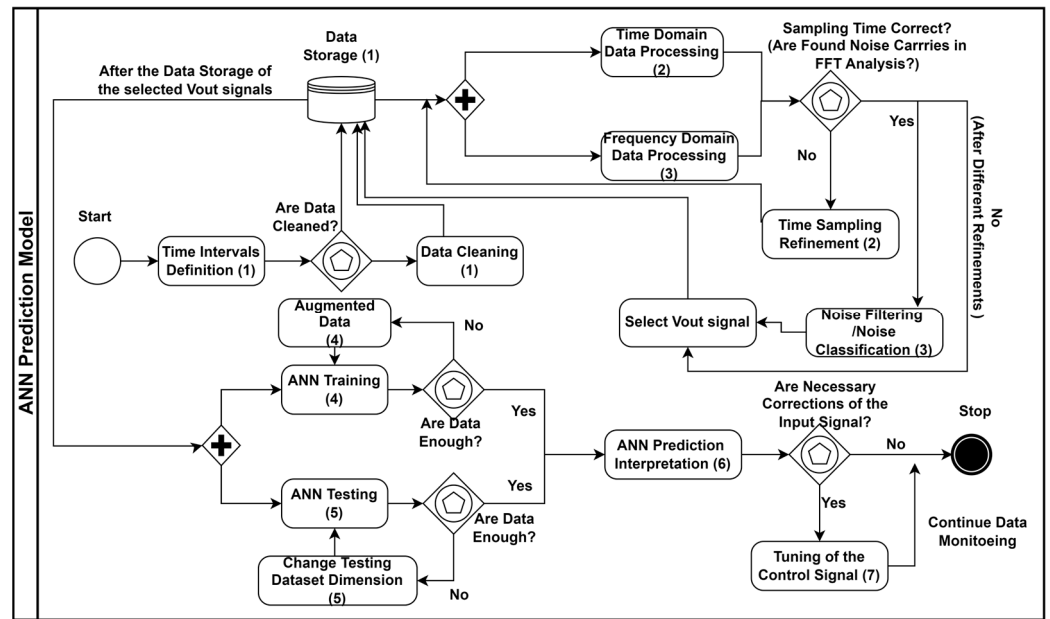 ANN Prediction Model
Data
Storage (1)
After the Data Storage of
the selected Vout signals
Time Domain
Data Processing
(2)
Sampling Time Correct?
(Are Found Noise Carrries in
FFT Analysis?)
Frequency Domain
Data Processing
(3)
Yes
No
No
(After Different Refinements )
Start
Time Intervals
Definition (1)
Are Data
Cleaned?
Data Cleaning
(1)
Time Sampling
Refinement (2)
Augmented
Data
(4)
No
Select Vout signal
Noise Filtering
/Noise
Classification (3)
ANN Training
(4)
Are Data
Enough?
Yes
Are Necessary
Corrections of the
Input Signal?
Stop
No
ANN Prediction
Interpretation (6)
Yes
ANN Testing
(5)
Are Data
Enough?
Yes
Change Testing
Dataset Dimension
(5)
No
Tuning of the
Control Signal (7)
Continue Data
Monitoeing